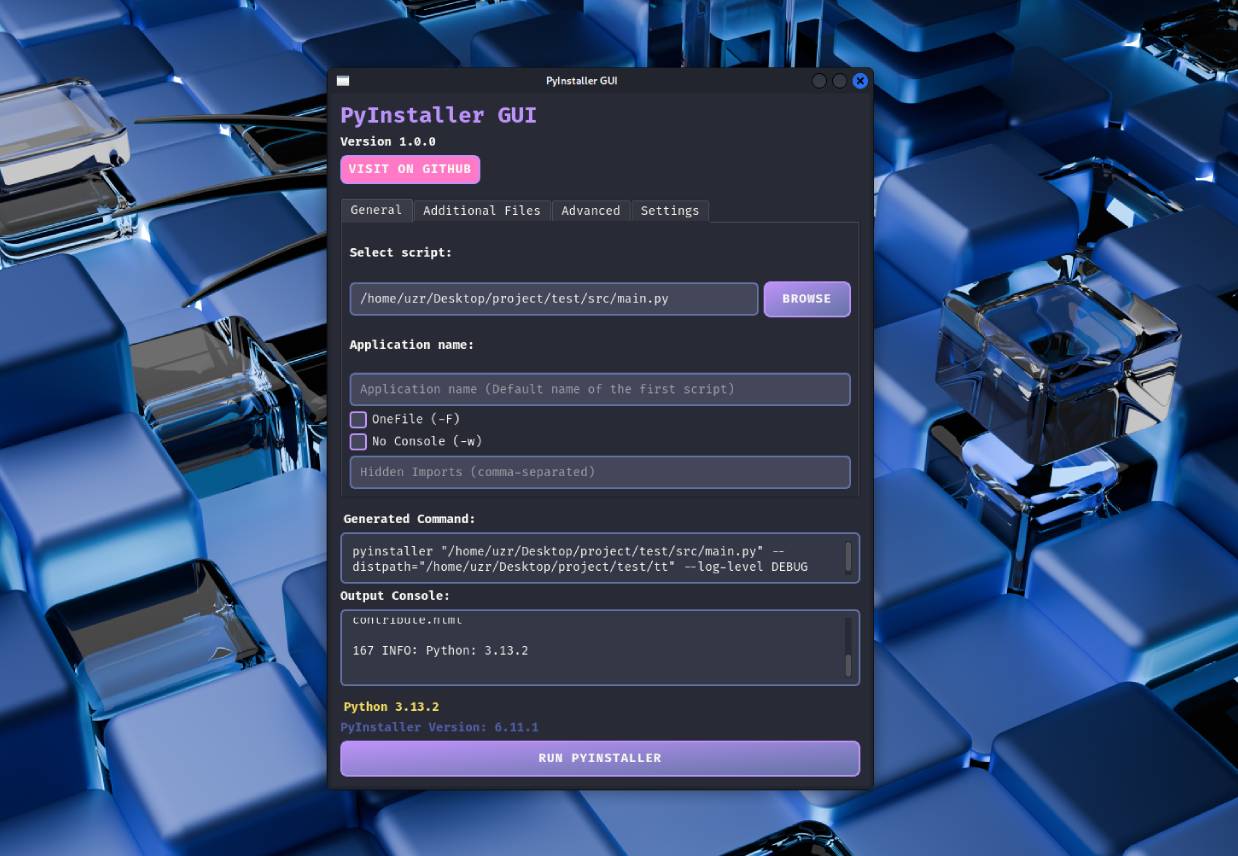 PyInstaller GUI
PyInstaller GUI
Version 1.0.0
VISIT ON GITHUB
General Additional Files Advanced Settings
Select script:
/home/uzr/Desktop/project/test/src/main.py BROWSE
Application name:
Application name (Default name of the first script)
OneFile (-F)
No Console (-w)
Hidden Imports (comma-separated)
Generated Command:
pyinstaller "/home/uzr/Desktop/project/test/src/main.py" --
distpath="/home/uzr/Desktop/project/test/tt" --log-level DEBUG
Output Console:
contribute.html
167 INFO: Python: 3.13.2
Python 3.13.2
PyInstaller Version: 6.11.1
RUN PYINSTALLER